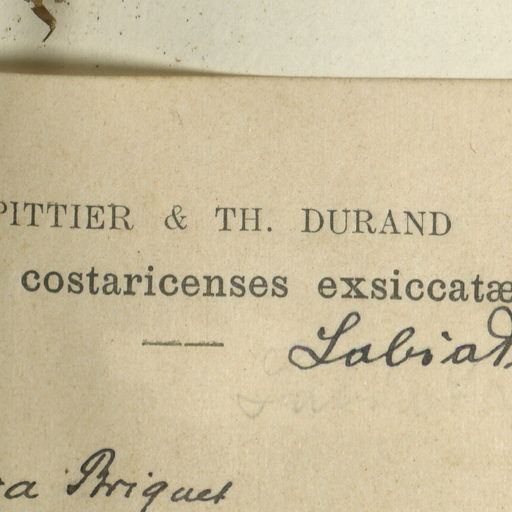 PITTIER & TH. DURAND
costaricenses exsiccatæ
Labiat
a Briquet